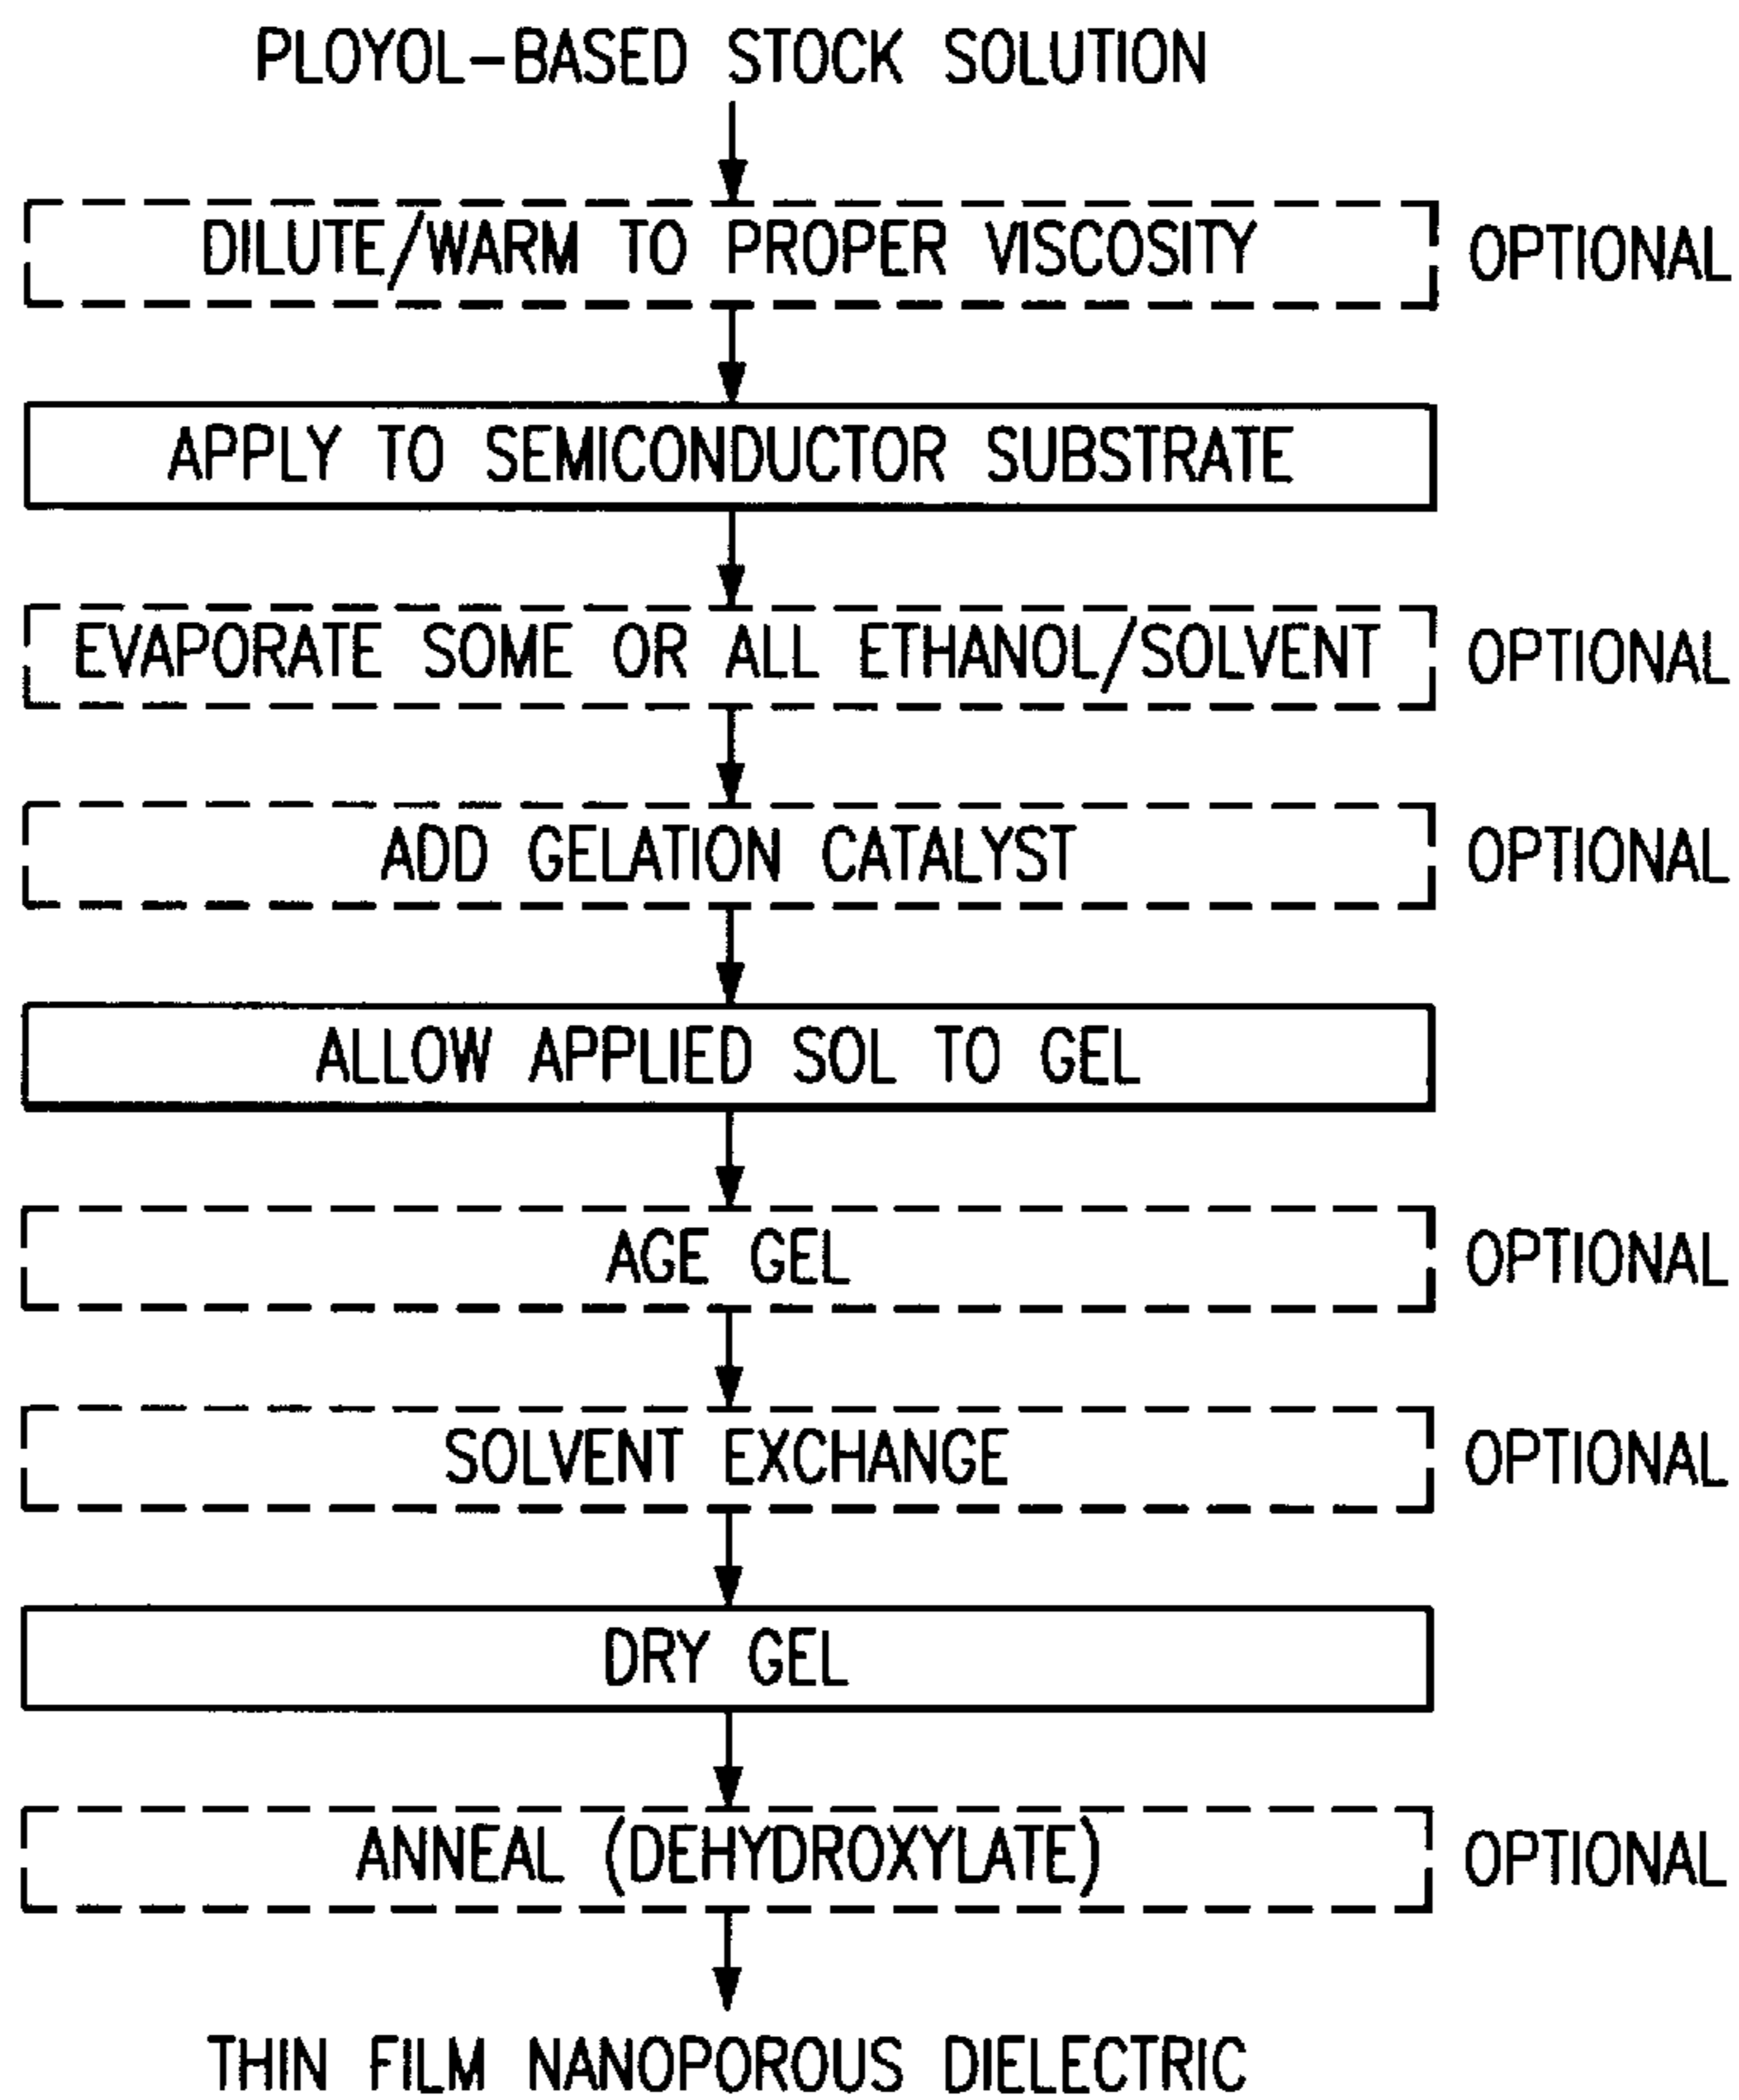 PLOYOL-BASED STOCK SOLUTION
DILUTE/WARM TO PROPER VISCOSITY OPTIONAL
APPLY TO SEMICONDUCTOR SUBSTRATE
EVAPORATE SOME OR ALL ETHANOL/SOLVENT OPTIONAL
ADD GELATION CATALYST OPTIONAL
ALLOW APPLIED SOL TO GEL
AGE GEL OPTIONAL
SOLVENT EXCHANGE OPTIONAL
DRY GEL
ANNEAL (DEHYDROXYLATE) OPTIONAL
THIN FILM NANOPOROUS DIELECTRIC